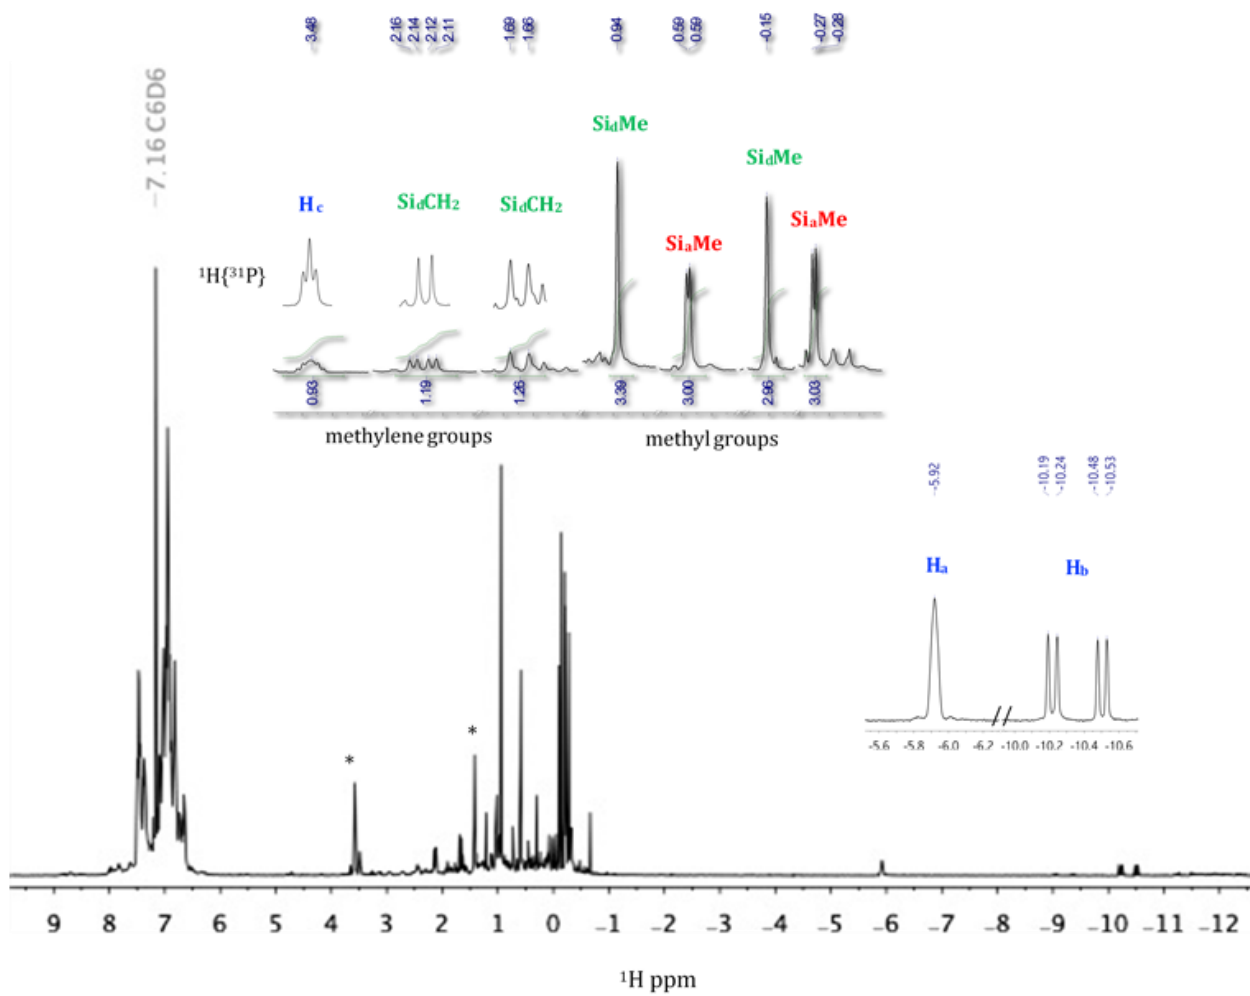 -3.48 2.16 2.14 2.12 2.11 -1.69 -1.66 -0.94 0.59 0.59 --0.15 -0.27 -0.28
-7.16 C6D6
SidMe
SidMe
Hc SidCH2 SidCH2
SiaMe
SiaMe
1H{31P}
0.93 1.19 1.26 3.39 3.00 2.96 3.03
methylene groups methyl groups
--5.92 -10.19 -10.24 -10.48 -10.53
Ha Hb
* *
-5.6 -5.8 -6.0 -6.2 -10.0 -10.2 -10.4 -10.6
9 8 7 6 5 4 3 2 1 0 -1 -2 -3 -4 -5 -6 -7 -8 -9 -10 -11 -12
1H ppm